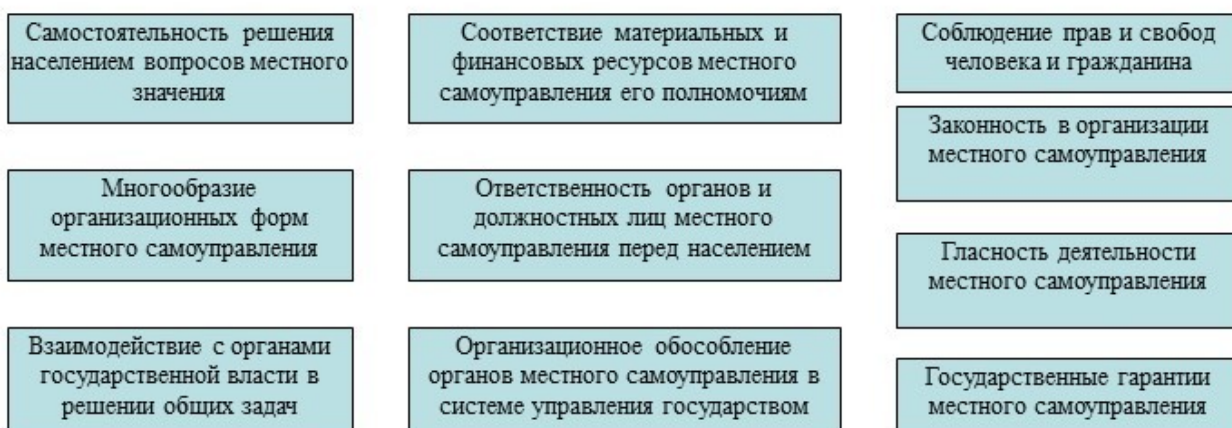 Самостоятельность решения
населением вопросов местного
значения
Соответствие материальных и
финансовых ресурсов местного
самоуправления его полномочиям
Соблюдение прав и свобод
человека и гражданина
Законность в организации
местного самоуправления
Многообразие
организационных форм
местного самоуправления
Ответственность органов и
должностных лиц местного
самоуправления перед населением
Гласность деятельности
местного самоуправления
Взаимодействие с органами
государственной власти в
решении общих задач
Организационное обособление
органов местного самоуправления в
системе управления государством
Государственные гарантии
местного самоуправления